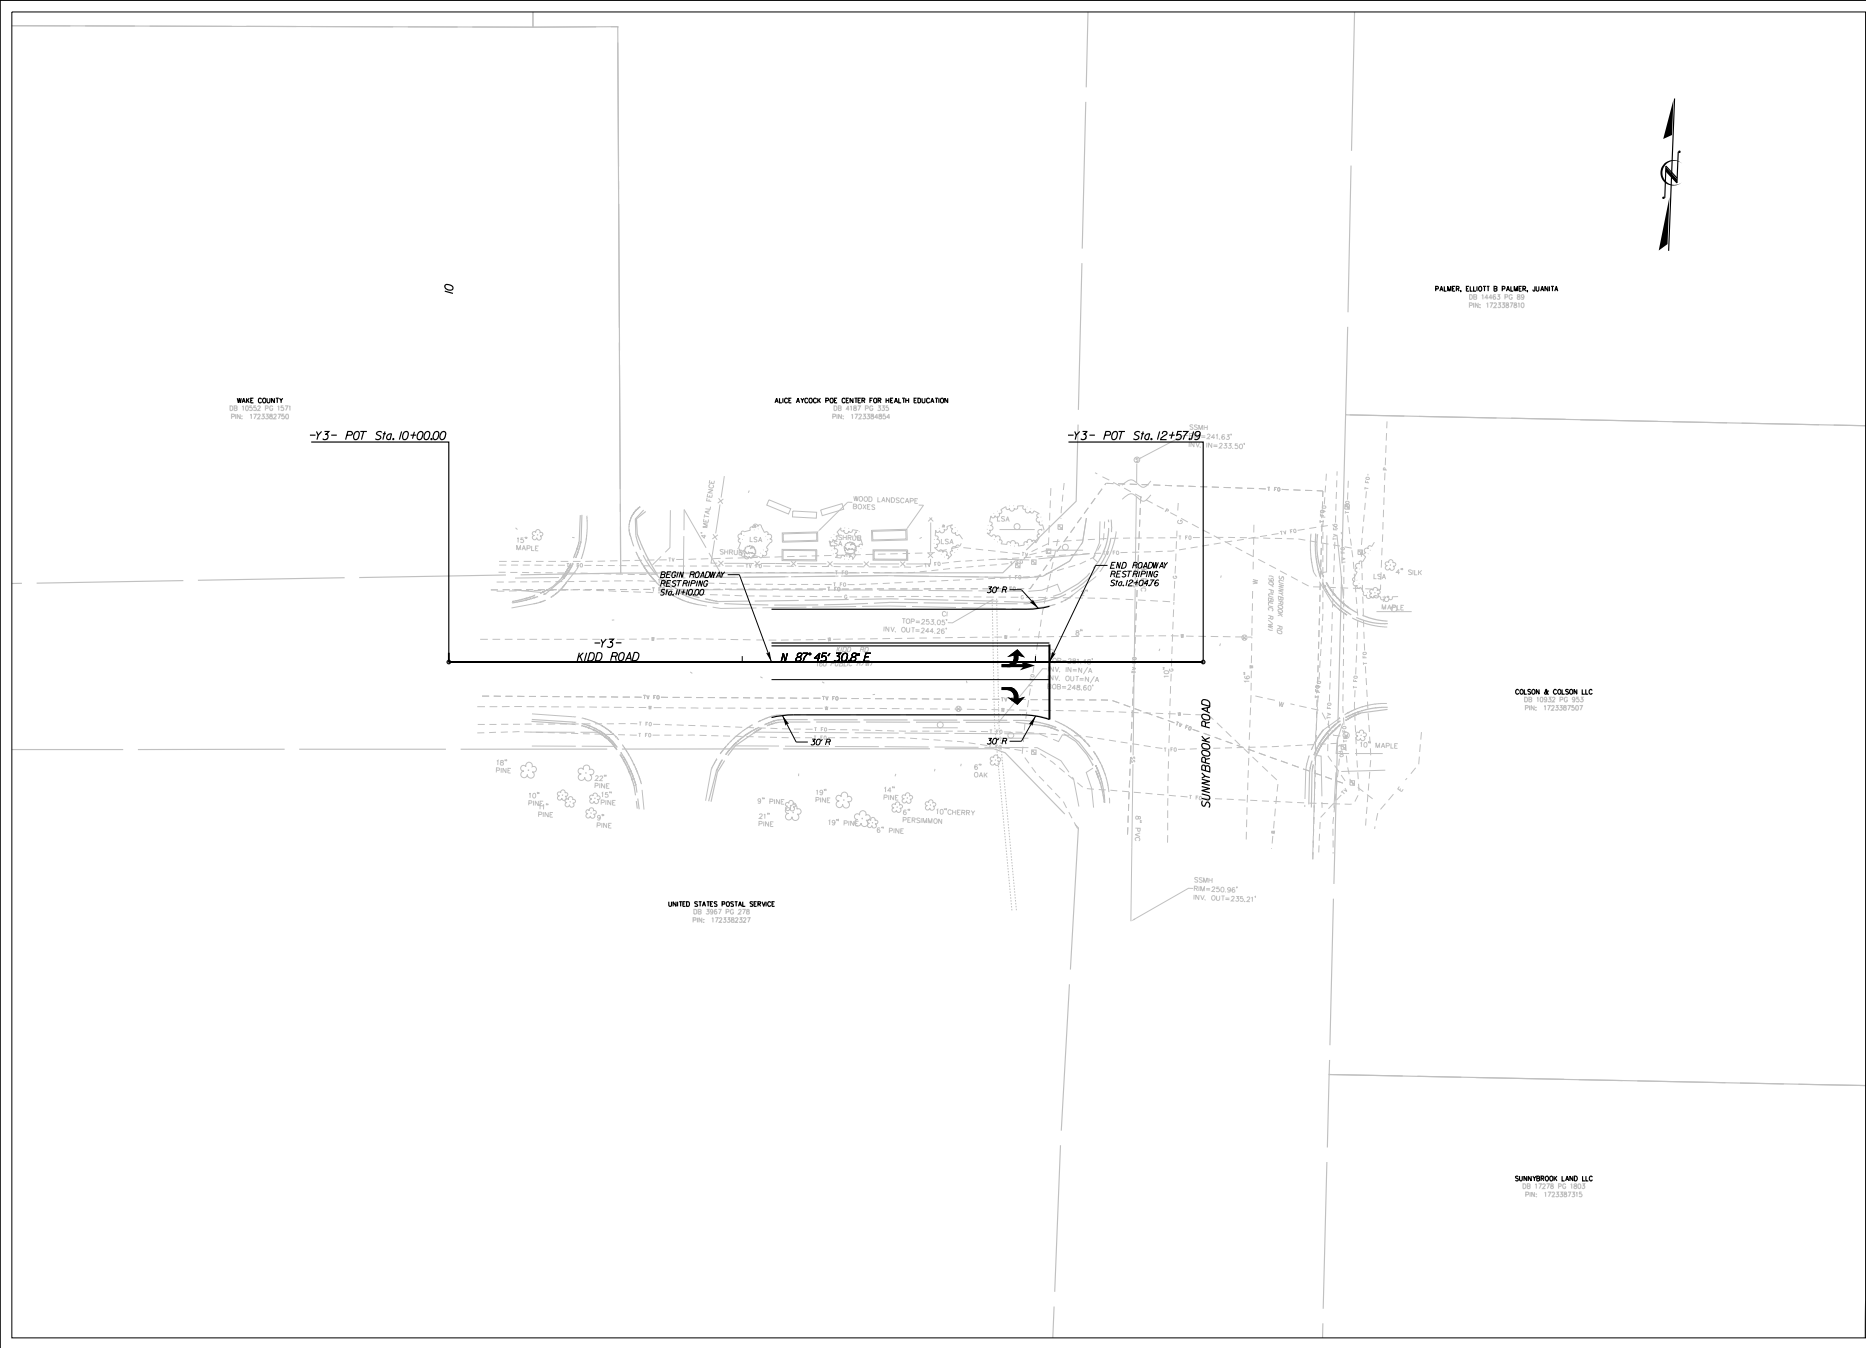 PALMER, ELLIOTT B PALMER, JUANITA
DB 14463 PG 89
PIN: 1723387810
10
WAKE COUNTY
DB 10552 PG 1571
PIN: 1723382750
ALICE AYCOCK POE CENTER FOR HEALTH EDUCATION
DB 4187 PG 335
PIN: 1723384854
-Y3- POT Sta. 10+00.00
-Y3- POT Sta. 12+57.19
SSMH
=241.63'
INV. IN=233.50'
4' METAL FENCE
WOOD LANDSCAPE
BOXES
LSA
LSA
SHRUB
SHRUB
LSA
15"
MAPLE
BEGIN ROADWAY
RESTRIPING
Sta. 11+10.00
END ROADWAY
RESTRIPING
Sta. 12+04.76
30' R
LSA
4" SILK
MAPLE
SUNNYBROOK RD
TOP=253.05'
INV. OUT=244.26'
-Y3-
KIDD ROAD
N 87° 45' 30.8" E
INV. IN=N/A
INV. OUT=N/A
30' R
30' R
SUNNYBROOK ROAD
COLSON & COLSON LLC
DB 10932 PG 953
PIN: 1723387507
10" MAPLE
18"
PINE
22"
PINE
10"
PINE
11"
PINE
15"
PINE
9"
PINE
9" PINE
21"
PINE
19"
PINE
19" PINE
6" PINE
14"
PINE
6"
PERSIMMON
10" CHERRY
6"
OAK
8" PVC
SSMH
RIM=250.96'
INV. OUT=235.21'
UNITED STATES POSTAL SERVICE
DB 3967 PG 278
PIN: 1723382327
SUNNYBROOK LAND LLC
DB 17278 PG 1803
PIN: 1723387315